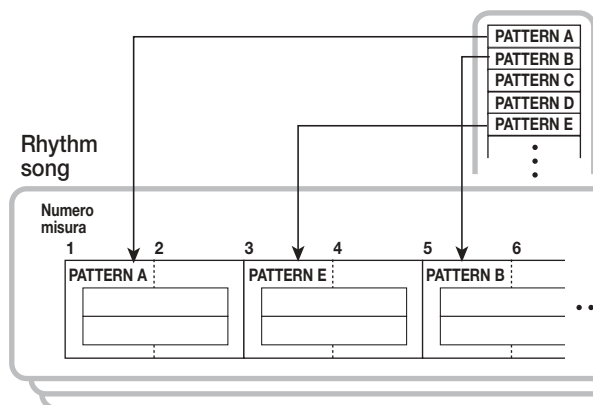 PATTERN A
PATTERN B
PATTERN C
PATTERN D
PATTERN E
Rhythm
song
Numero
misura
1 2 3 4 5 6
PATTERN A PATTERN E PATTERN B